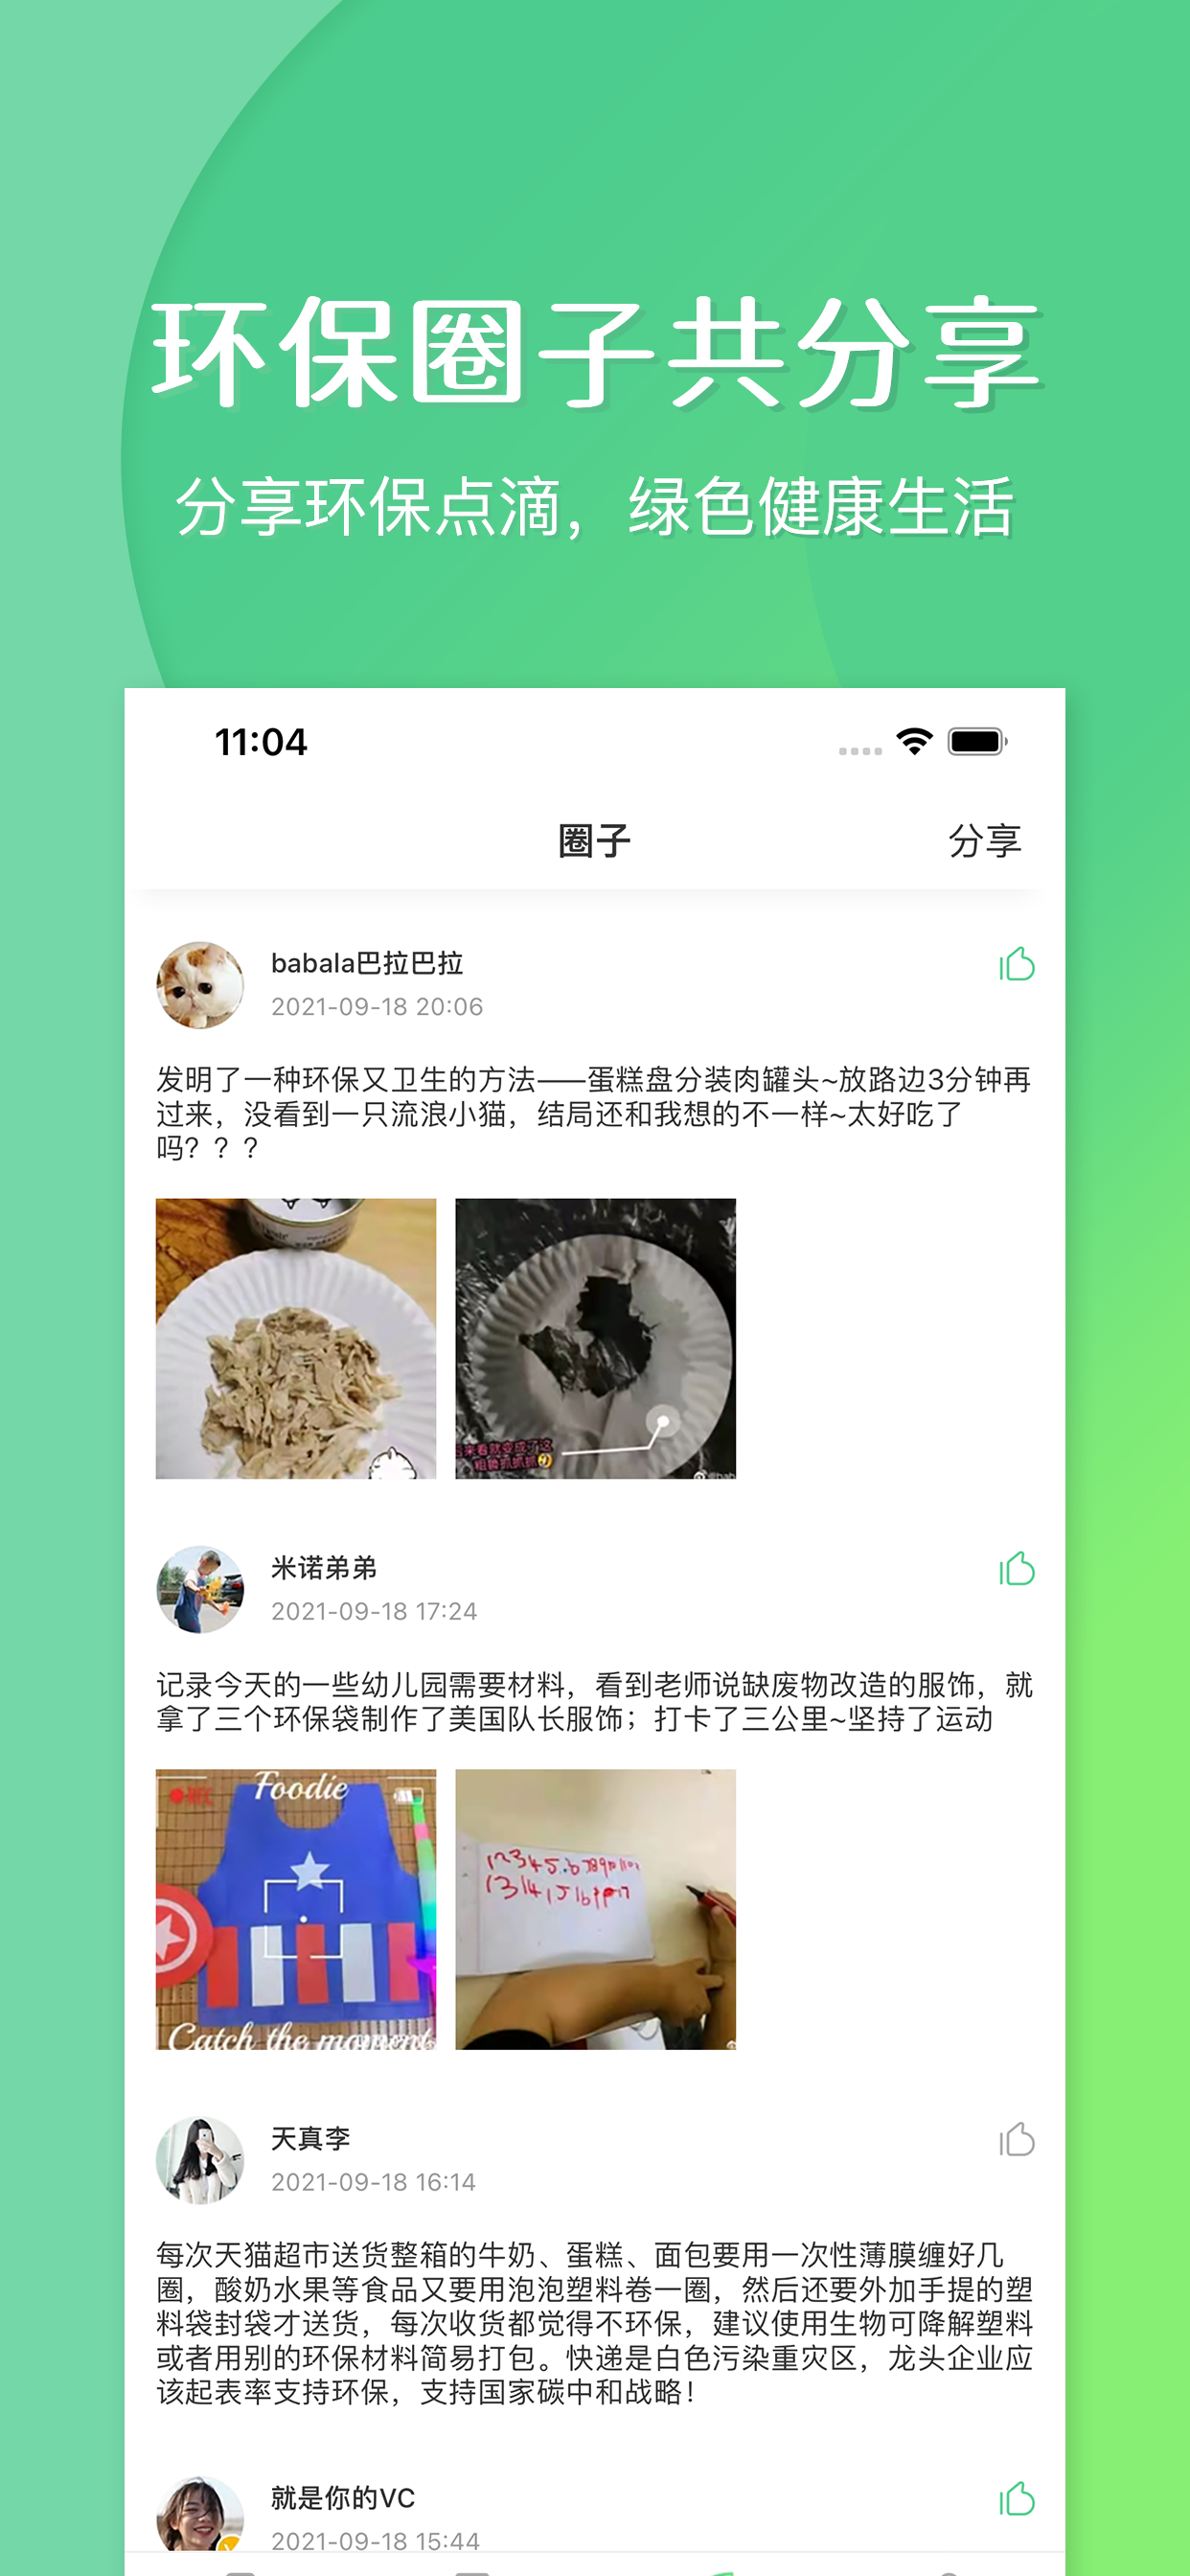 环保圈子共分享
分享环保点滴，绿色健康生活
11:04
圈子
分享
babala巴拉巴拉
2021-09-18 20:06
发明了一种环保又卫生的方法——蛋糕盘分装肉罐头~放路边3分钟再
过来，没看到一只流浪小猫，结局还和我想的不一样~太好吃了
吗？？？
米诺弟弟
2021-09-18 17:24
记录今天的一些幼儿园需要材料，看到老师说缺废物改造的服饰，就
拿了三个环保袋制作了美国队长服饰；打卡了三公里~坚持了运动
Foodie
Catch the moment
天真李
2021-09-18 16:14
每次天猫超市送货整箱的牛奶、蛋糕、面包要用一次性薄膜缠好几
圈，酸奶水果等食品又要用泡泡塑料卷一圈，然后还要外加手提的塑
料袋封袋才送货，每次收货都觉得不环保，建议使用生物可降解塑料
或者用别的环保材料简易打包。快递是白色污染重灾区，龙头企业应
该起表率支持环保，支持国家碳中和战略！
就是你的VC
2021-09-18 15:44